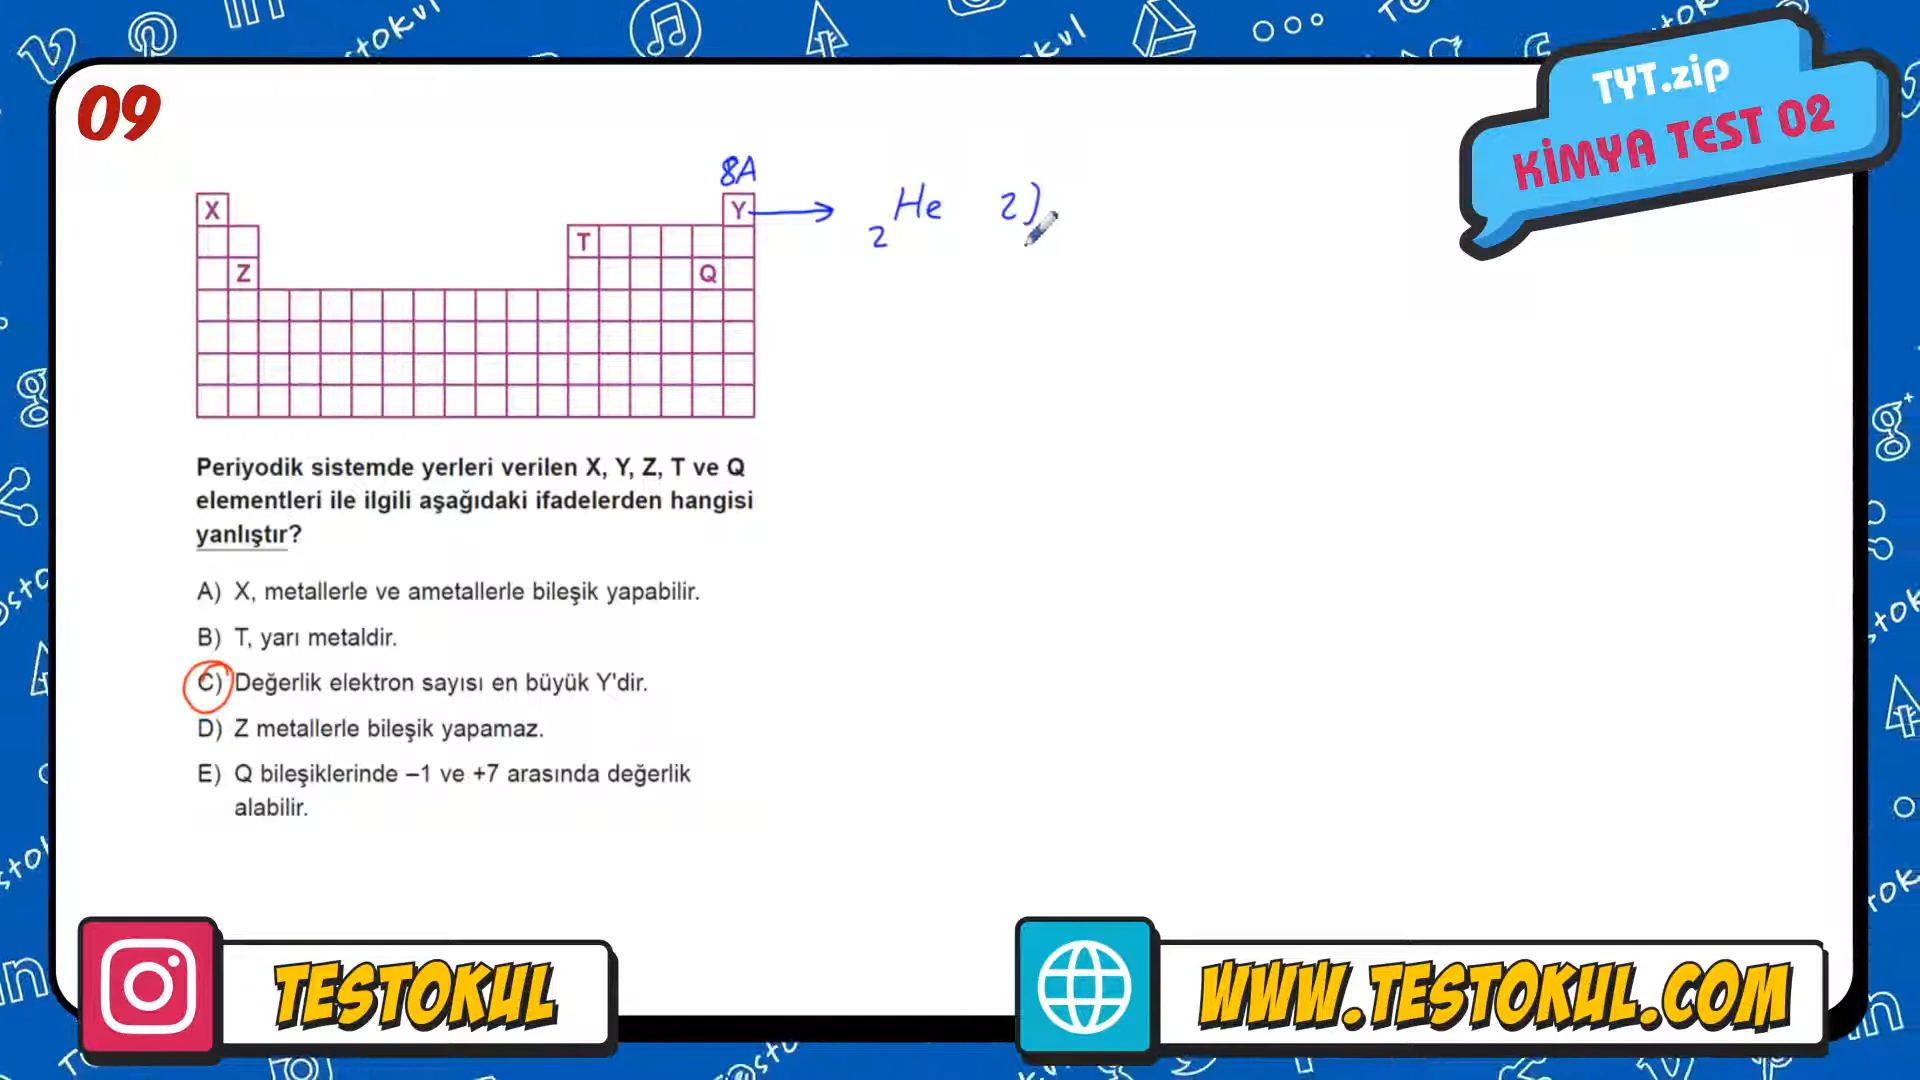 TYT.zip
KİMYA TEST 02
09
8A
X
Y
₂He 2)
T
Z
Q
Periyodik sistemde yerleri verilen X, Y, Z, T ve Q
elementleri ile ilgili aşağıdaki ifadelerden hangisi
yanlıştır?
A) X, metallerle ve ametallerle bileşik yapabilir.
B) T, yarı metaldir.
C) Değerlik elektron sayısı en büyük Y'dir.
D) Z metallerle bileşik yapamaz.
E) Q bileşiklerinde –1 ve +7 arasında değerlik
alabilir.
TESTOKUL
WWW.TESTOKUL.COM